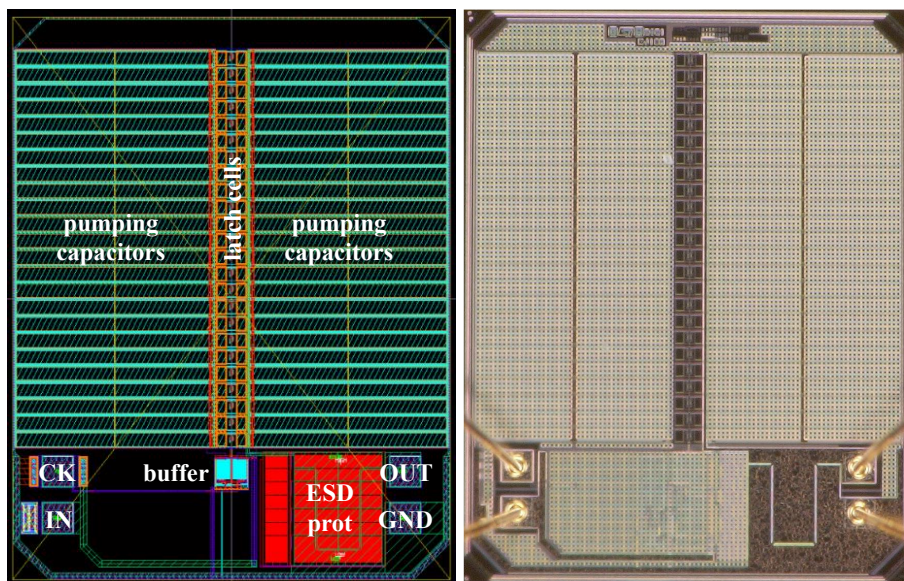 pumping
capacitors
latch cells
pumping
capacitors
CK
buffer
ESD
prot
OUT
IN
GND